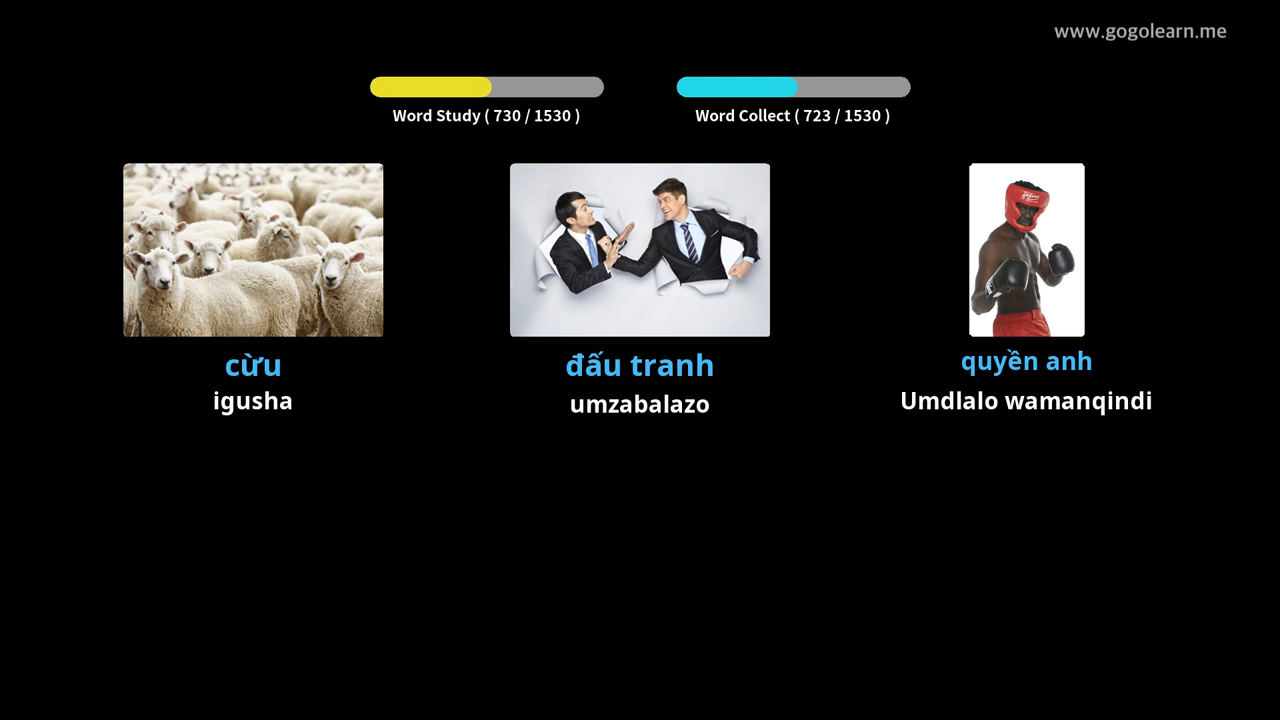 www.gogolearn.me
Word Study ( 730 / 1530 )
Word Collect ( 723 / 1530 )
cừu
igusha
đấu tranh
umzabalazo
quyền anh
Umdlalo wamanqindi